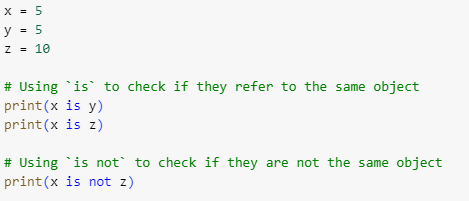 x = 5
y = 5
z = 10
# Using `is` to check if they refer to the same object
print(x is y)
print(x is z)
# Using `is not` to check if they are not the same object
print(x is not z)